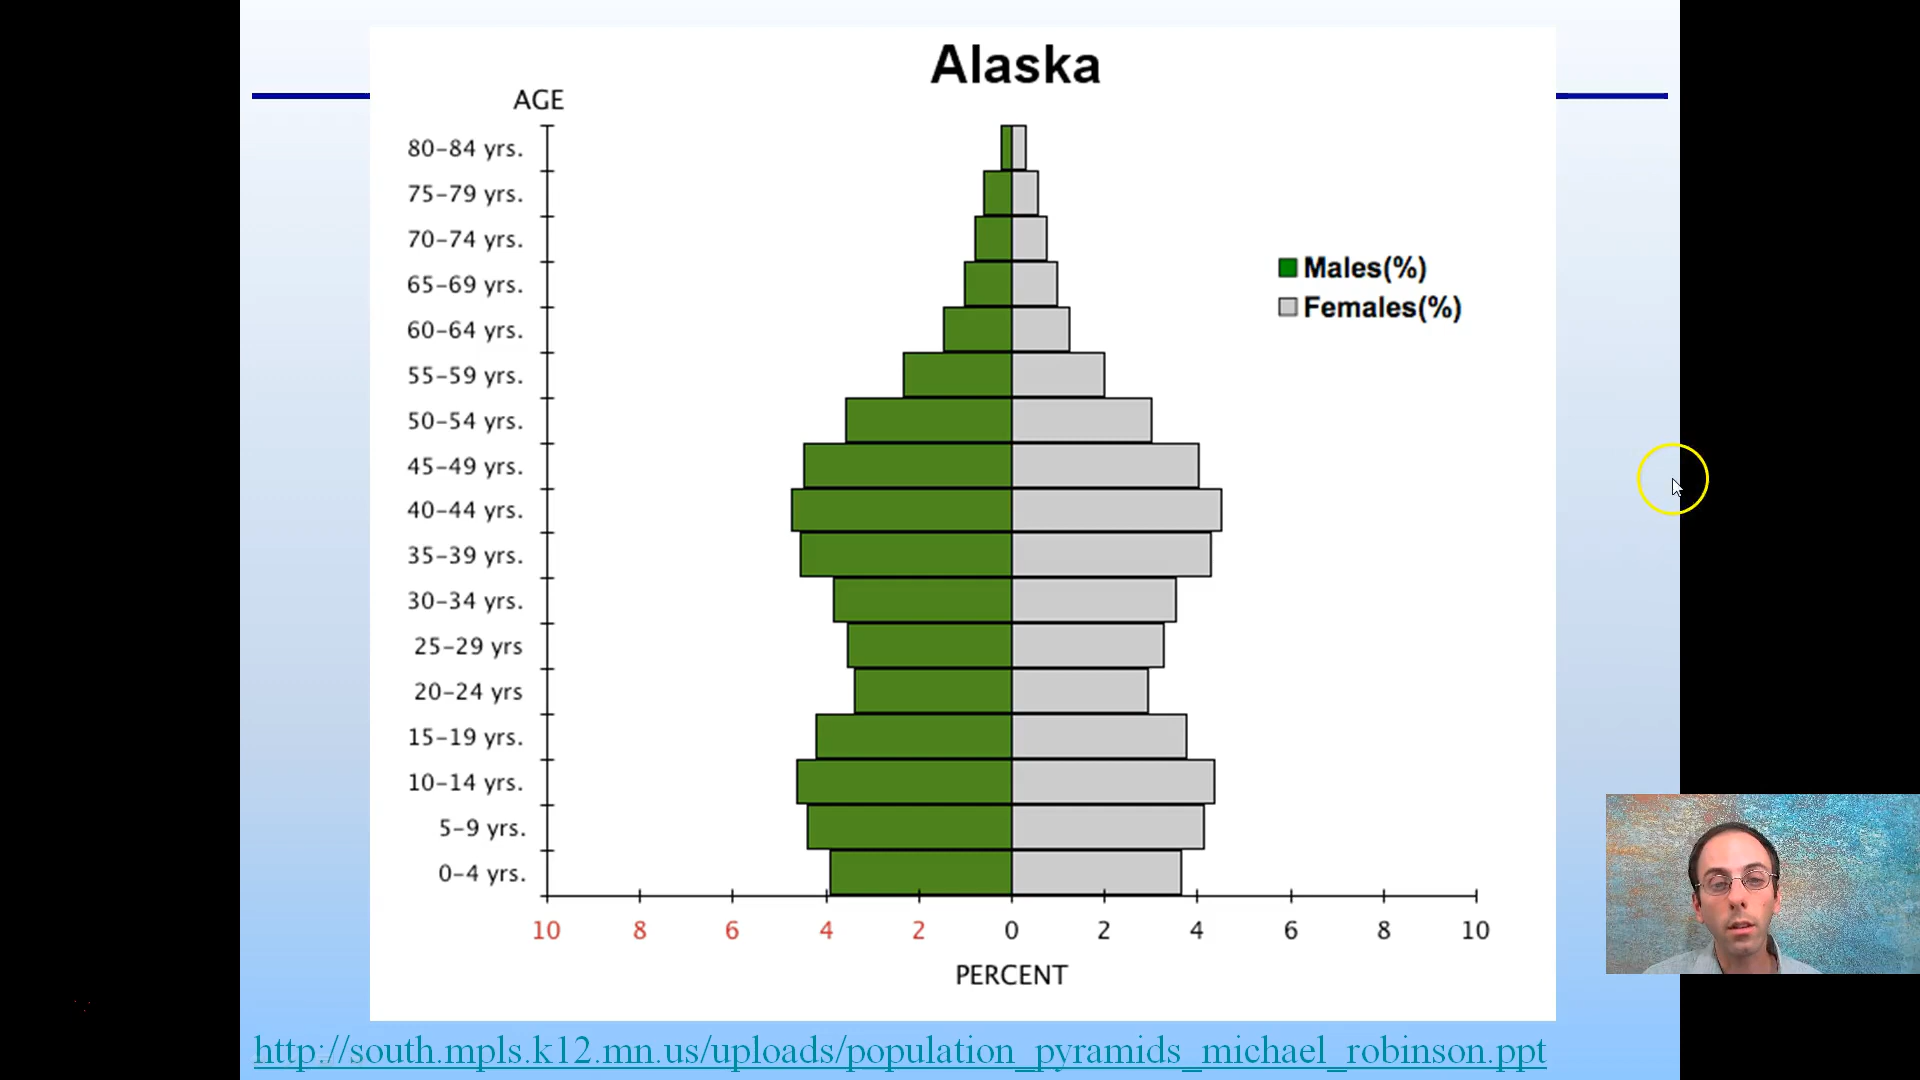 Alaska
AGE
80–84 yrs.
75–79 yrs.
70–74 yrs.
65–69 yrs.
60–64 yrs.
55–59 yrs.
50–54 yrs.
45–49 yrs.
40–44 yrs.
35–39 yrs.
30–34 yrs.
25–29 yrs
20–24 yrs
15–19 yrs.
10–14 yrs.
5–9 yrs.
0–4 yrs.
Males(%)
Females(%)
10 8 6 4 2 0 2 4 6 8 10
PERCENT
http://south.mpls.k12.mn.us/uploads/population_pyramids_michael_robinson.ppt